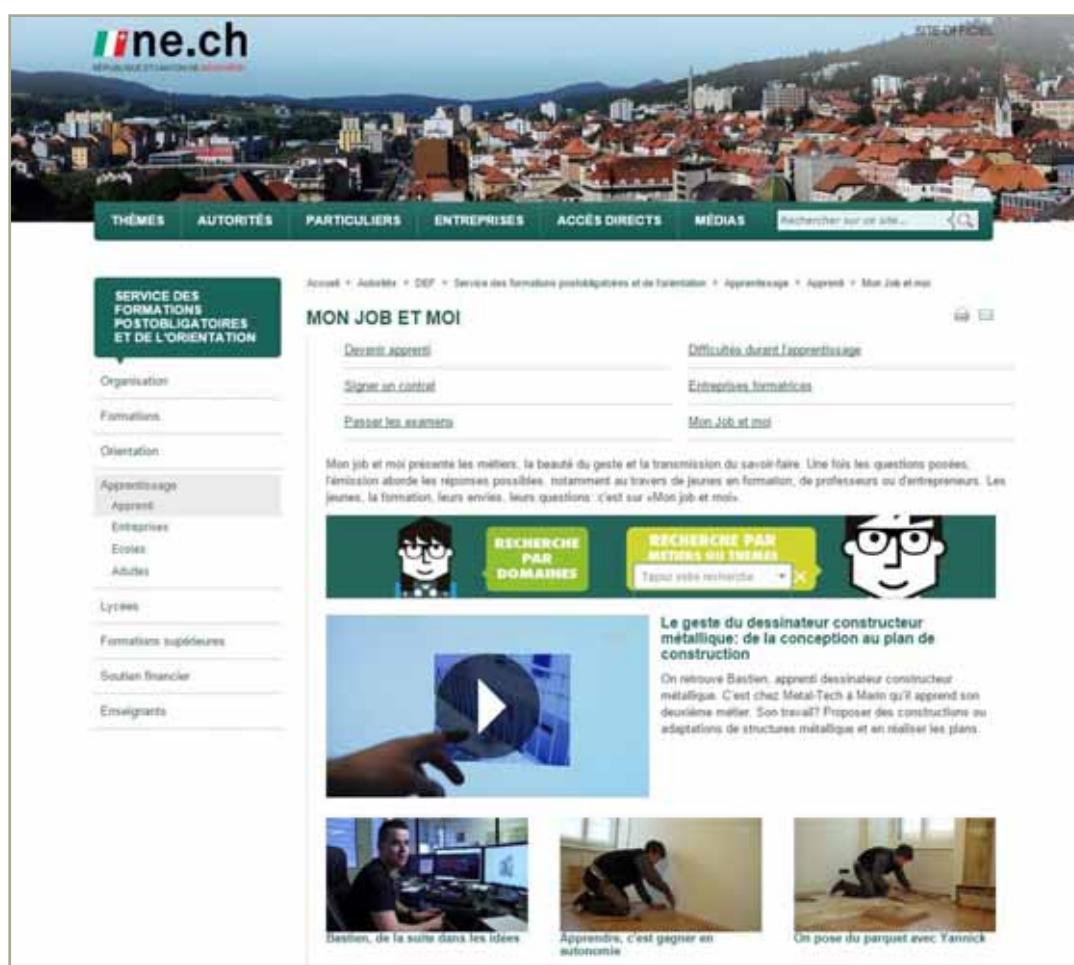 ne.ch
RÉPUBLIQUE ET CANTON DE NEUCHÂTEL
SITE OFFICIEL
THÈMES AUTORITÉS PARTICULIERS ENTREPRISES ACCÈS DIRECTS MÉDIAS Rechercher sur ce site...
SERVICE DES
FORMATIONS
POSTOBLIGATOIRES
ET DE L'ORIENTATION
Organisation
Formations
Orientation
Apprentissage
Apprenti
Entreprises
Ecoles
Adultes
Lycées
Formations supérieures
Soutien financier
Enseignants
Accueil > Autorités > DEF > Service des formations postobligatoires et de l'orientation > Apprentissage > Apprenti > Mon Job et moi
MON JOB ET MOI
Devenir apprenti
Difficultés durant l'apprentissage
Signer un contrat
Entreprises formatrices
Passer les examens
Mon Job et moi
Mon job et moi présente les métiers, la beauté du geste et la transmission du savoir-faire. Une fois les questions posées,
l'émission aborde les réponses possibles, notamment au travers de jeunes en formation, de professeurs ou d'entrepreneurs. Les
jeunes, la formation, leurs envies, leurs questions: c'est sur «Mon job et moi».
RECHERCHE
PAR
DOMAINES
RECHERCHE PAR
MÉTIERS OU THÈMES
Tapez votre recherche
Le geste du dessinateur constructeur
métallique: de la conception au plan de
construction
On retrouve Bastien, apprenti dessinateur constructeur
métallique. C'est chez Metal-Tech à Marin qu'il apprend son
deuxième métier. Son travail? Proposer des constructions ou
adaptations de structures métallique et en réaliser les plans.
Bastien, de la suite dans les idées
Apprendre, c'est gagner en
autonomie
On pose du parquet avec Yannick